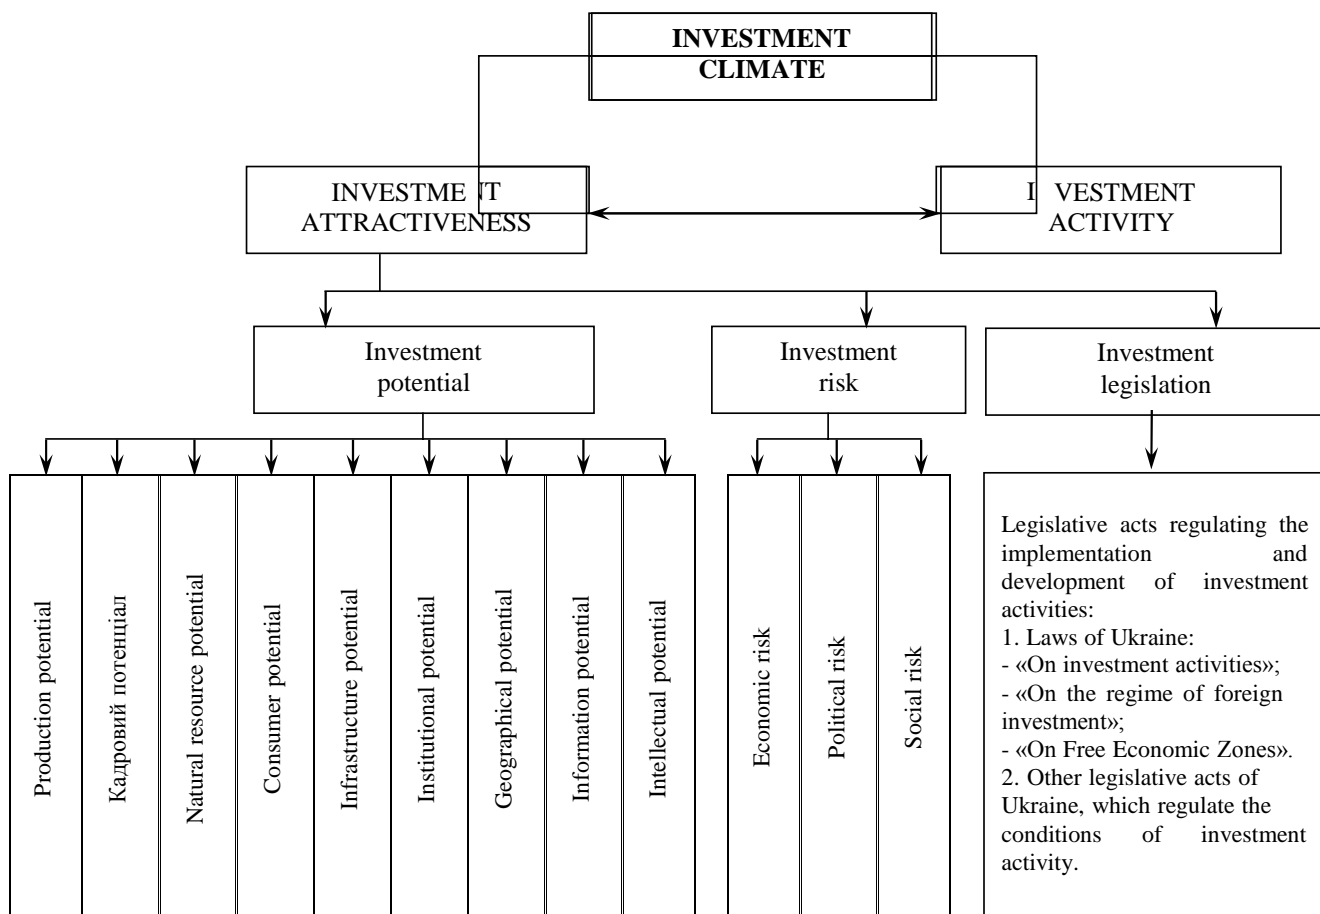 INVESTMENT
CLIMATE
INVESTMENT
ATTRACTIVENESS
I VESTMENT
ACTIVITY
Investment
potential
Investment
risk
Investment
legislation
Production potential
Кадровий потенціал
Natural resource potential
Consumer potential
Infrastructure potential
Institutional potential
Geographical potential
Information potential
Intellectual potential
Economic risk
Political risk
Social risk
Legislative acts regulating the
implementation and
development of investment
activities:
1. Laws of Ukraine:
- «On investment activities»;
- «On the regime of foreign
investment»;
- «On Free Economic Zones».
2. Other legislative acts of
Ukraine, which regulate the
conditions of investment
activity.